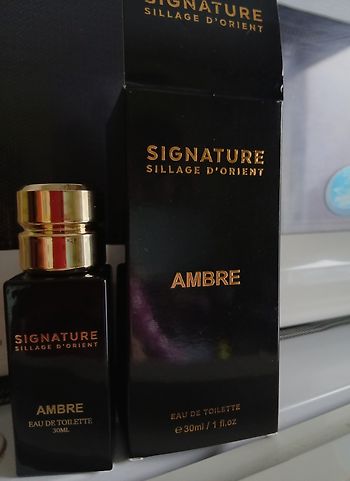 SIGNATURE
SILLAGE D'ORIENT
SIGNATURE
SILLAGE D'ORIENT
AMBRE
EAU DE TOILETTE
℮30ml / 1 fl.oz
SIGNATURE
SILLAGE D'ORIENT
AMBRE
EAU DE TOILETTE
30ML